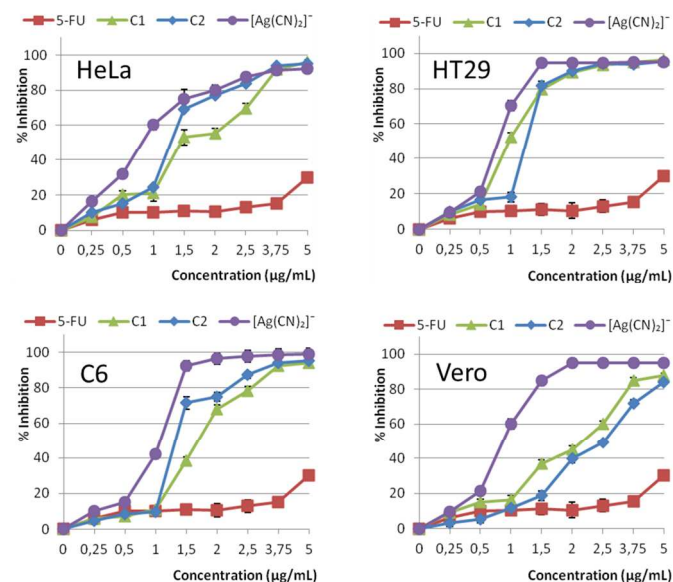 5-FU C1 C2 [Ag(CN)₂]⁻
HeLa
% Inhibition
100
80
60
40
20
0
0 0,25 0,5 1 1,5 2 2,5 3,75 5
Concentration (µg/mL)
5-FU C1 C2 [Ag(CN)₂]⁻
HT29
% Inhibition
100
80
60
40
20
0
0 0,25 0,5 1 1,5 2 2,5 3,75 5
Concentration (µg/mL)
5-FU C1 C2 [Ag(CN)₂]⁻
C6
% Inhibition
100
80
60
40
20
0
0 0,25 0,5 1 1,5 2 2,5 3,75 5
Concentration (µg/mL)
5-FU C1 C2 [Ag(CN)₂]⁻
Vero
% Inhibition
100
80
60
40
20
0
0 0,25 0,5 1 1,5 2 2,5 3,75 5
Concentration (µg/mL)